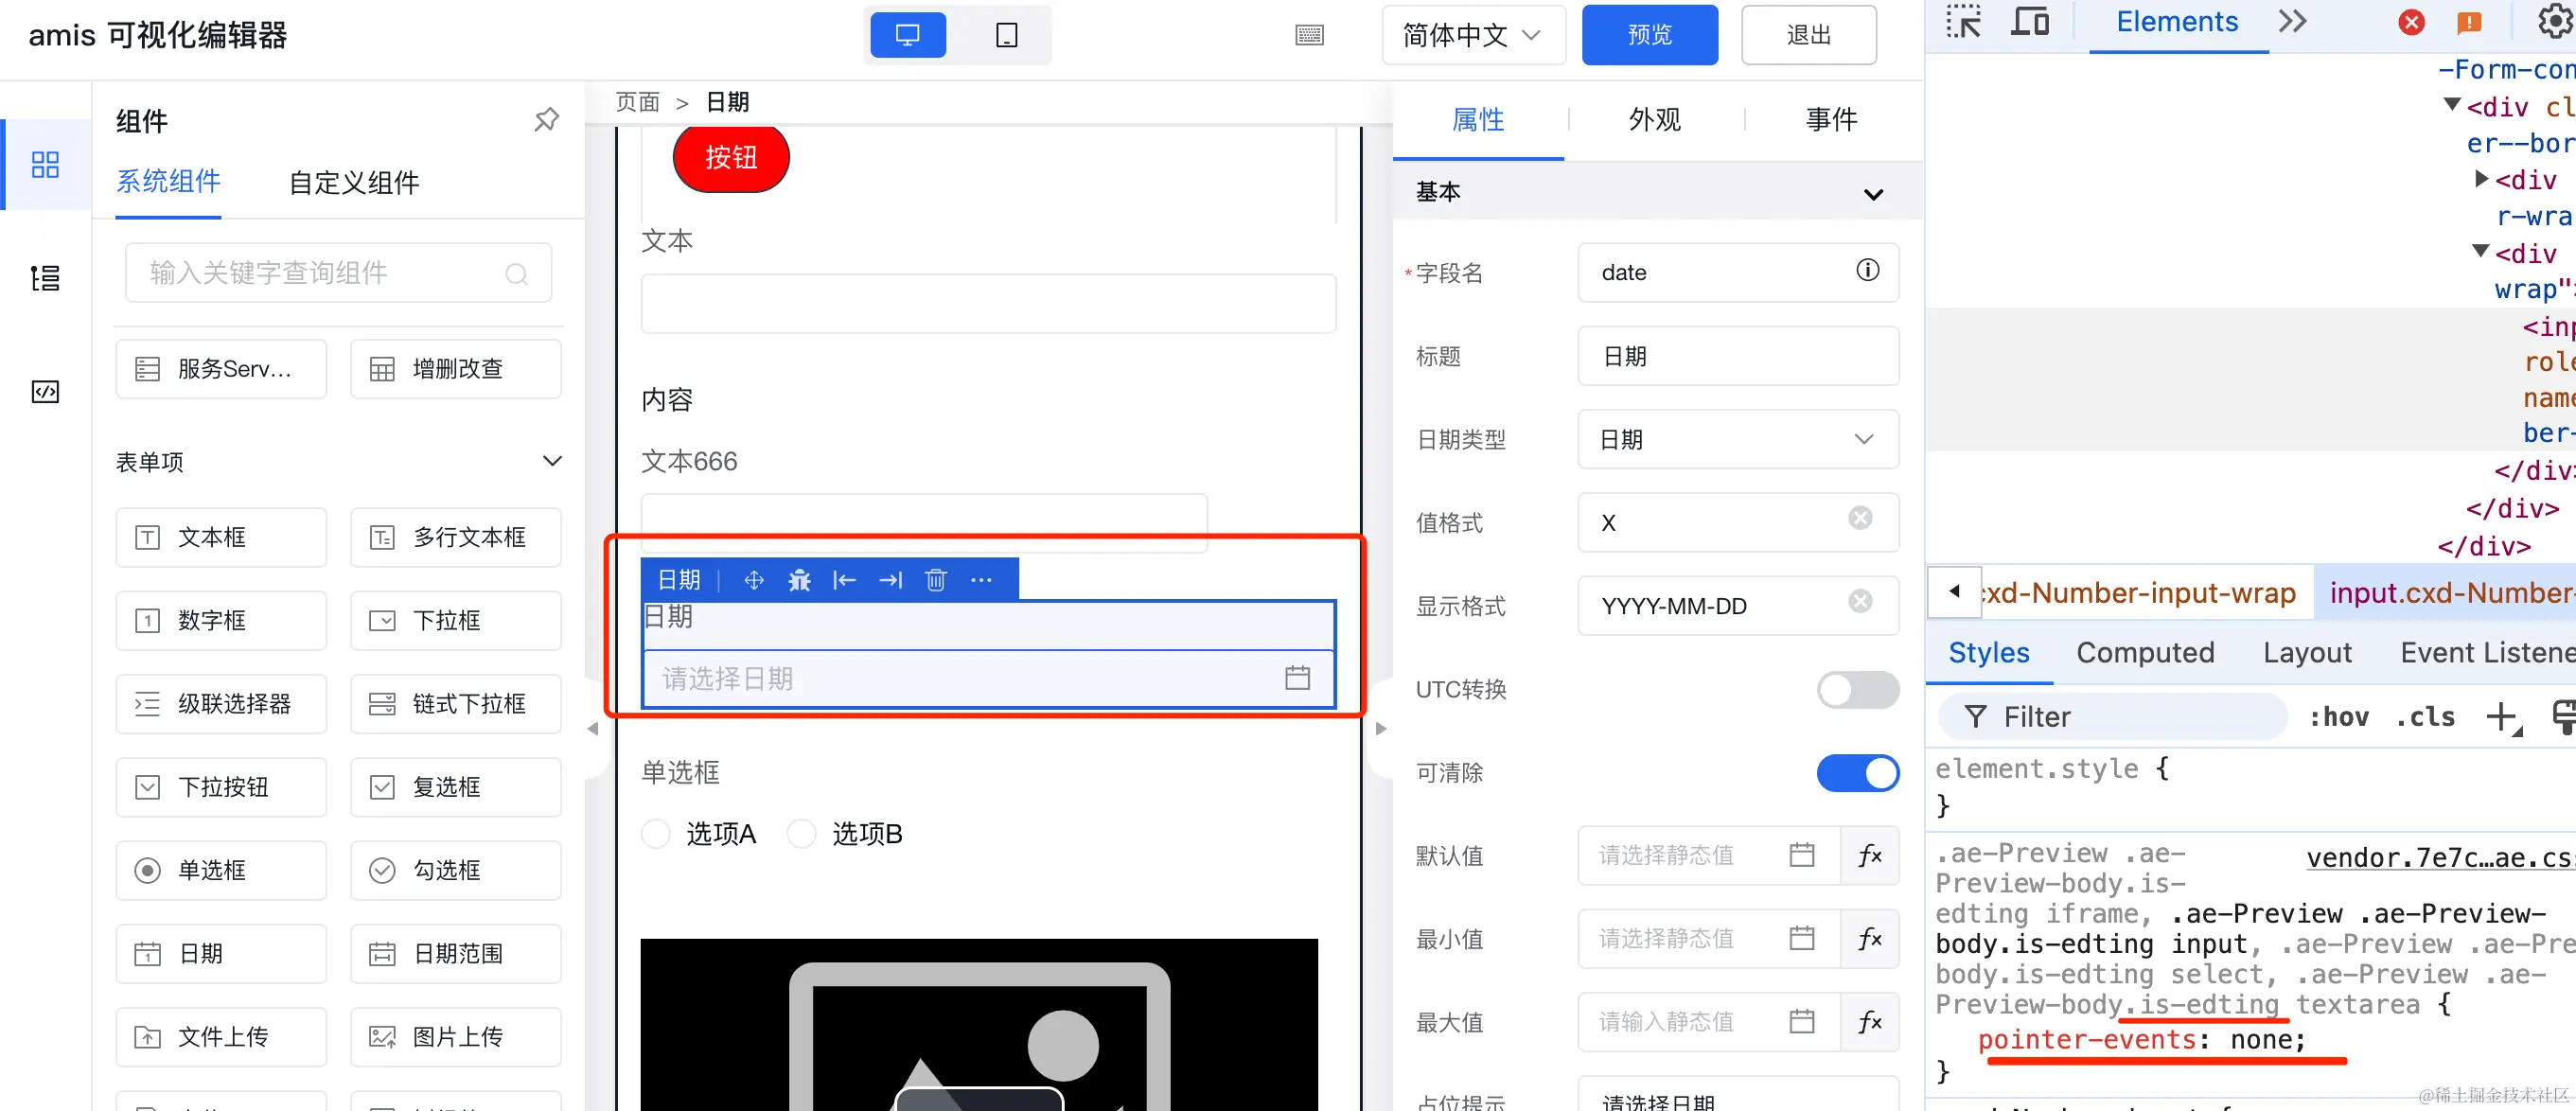 amis 可视化编辑器
简体中文
预览
退出
Elements
组件
系统组件
自定义组件
输入关键字查询组件
服务Serv...
增删改查
表单项
文本框
多行文本框
数字框
下拉框
级联选择器
链式下拉框
下拉按钮
复选框
单选框
勾选框
日期
日期范围
文件上传
图片上传
页面 > 日期
按钮
文本
内容
文本666
日期
日期
请选择日期
单选框
选项A
选项B
属性
外观
事件
基本
*字段名
date
标题
日期
日期类型
日期
值格式
X
显示格式
YYYY-MM-DD
UTC转换
可清除
默认值
请选择静态值
fx
最小值
请选择静态值
fx
最大值
请输入静态值
fx
占位提示
请选择日期
-Form-con
<div cl
er--bor
<div
r-wra
<div
wrap"
<inp
role
name
ber-
</div>
</div>
</div>
cxd-Number-input-wrap
input.cxd-Number-
Styles
Computed
Layout
Event Listene
Filter
:hov
.cls
element.style {
}
.ae-Preview .ae-
vendor.7e7c…ae.cs
Preview-body.is-
edting iframe, .ae-Preview .ae-Preview-
body.is-edting input, .ae-Preview .ae-Pre
body.is-edting select, .ae-Preview .ae-
Preview-body.is-edting textarea {
pointer-events: none;
}
@稀土掘金技术社区